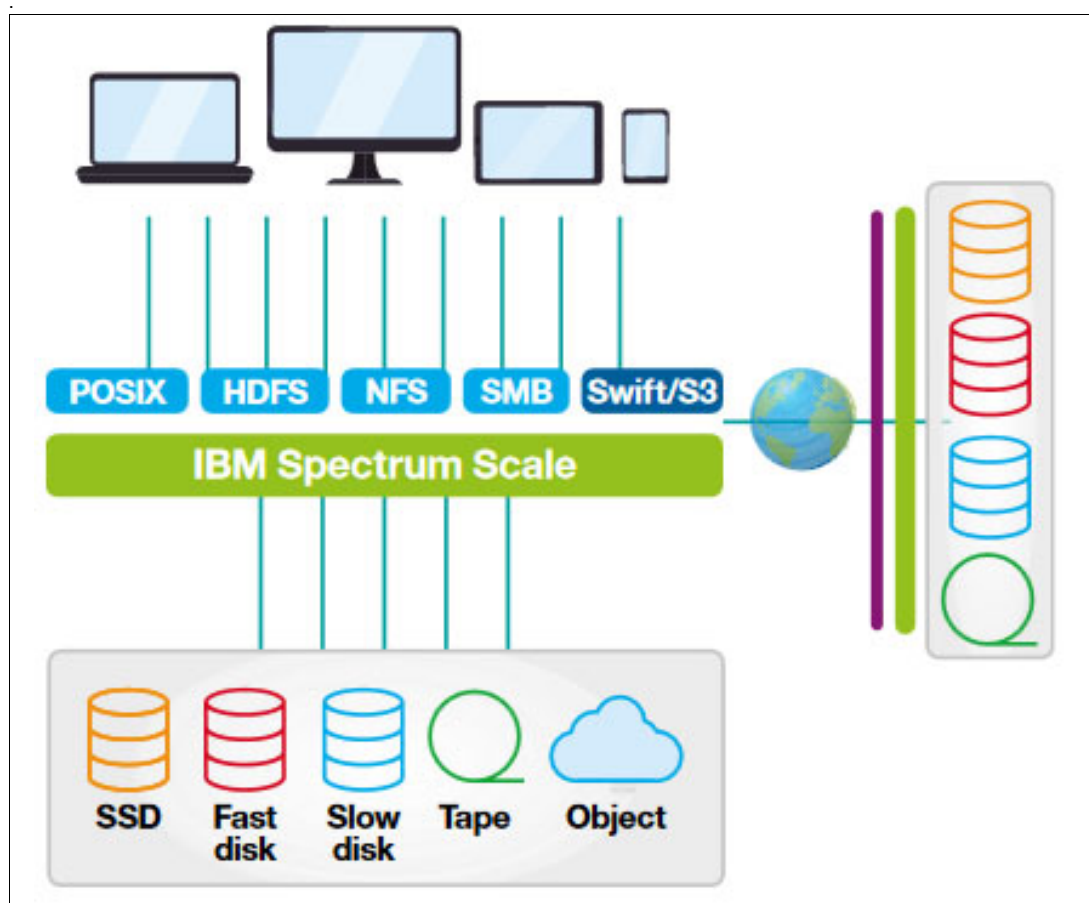 .
POSIX HDFS NFS SMB Swift/S3
IBM Spectrum Scale
SSD Fast disk Slow disk Tape Object